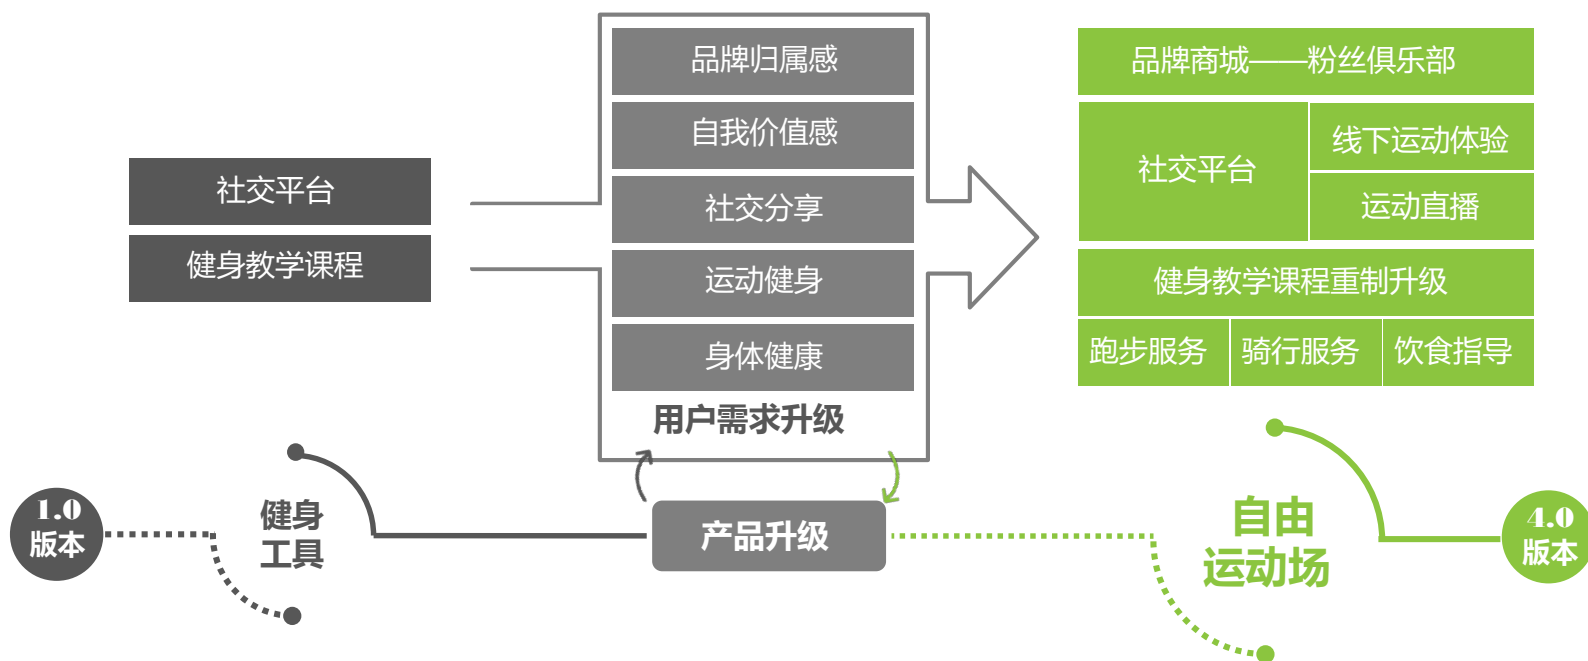 社交平台
健身教学课程
品牌归属感
自我价值感
社交分享
运动健身
身体健康
用户需求升级
品牌商城——粉丝俱乐部
社交平台
线下运动体验
运动直播
健身教学课程重制升级
跑步服务
骑行服务
饮食指导
1.0
版本
健身
工具
产品升级
自由
运动场
4.0
版本